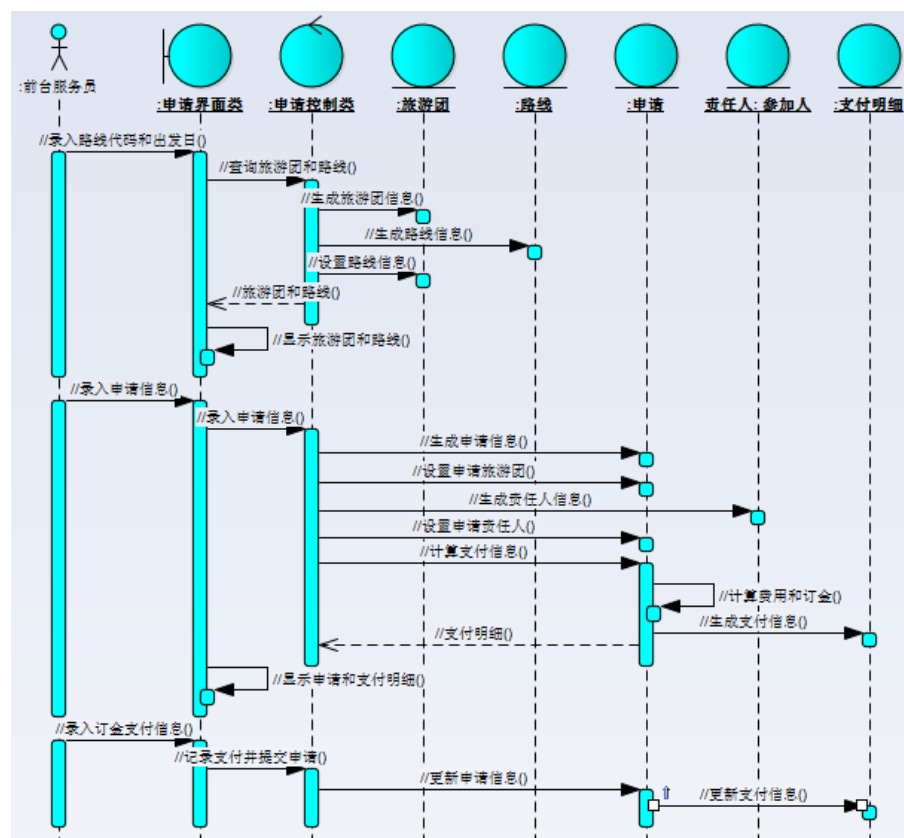 :前台服务员
:申请界面类
:申请控制类
:旅游团
:路线
:申请
责任人: 参加人
:支付明细
//录入路线代码和出发日()
//查询旅游团和路线()
//生成旅游团信息()
//生成路线信息()
//设置路线信息()
//旅游团和路线()
//显示旅游团和路线()
//录入申请信息()
//录入申请信息()
//生成申请信息()
//设置申请旅游团()
//生成责任人信息()
//设置申请责任人()
//计算支付信息()
//计算费用和订金()
//生成支付信息()
//支付明细()
//显示申请和支付明细()
//录入订金支付信息()
//记录支付并提交申请()
//更新申请信息()
//更新支付信息()